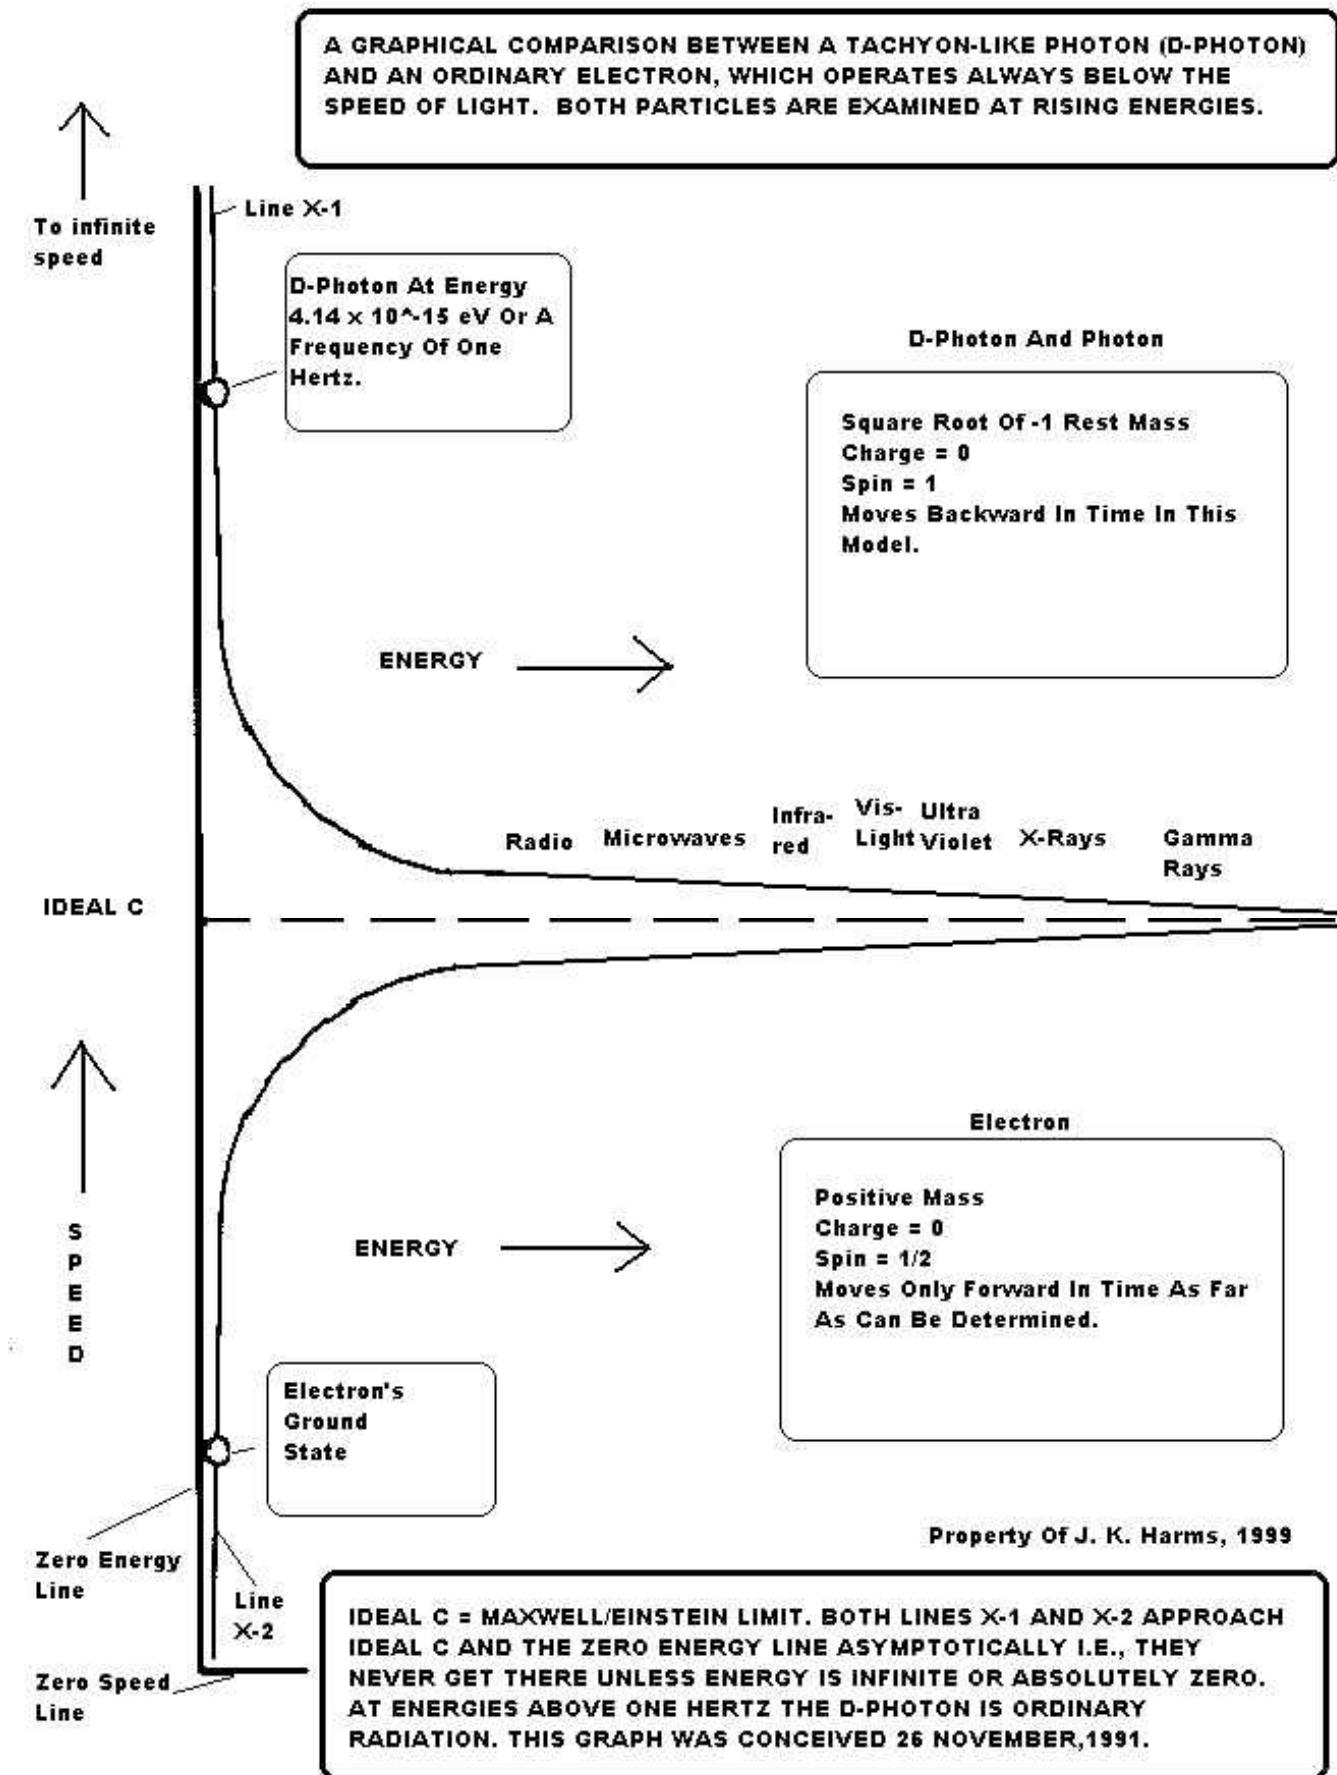 A GRAPHICAL COMPARISON BETWEEN A TACHYON-LIKE PHOTON (D-PHOTON)
AND AN ORDINARY ELECTRON, WHICH OPERATES ALWAYS BELOW THE
SPEED OF LIGHT. BOTH PARTICLES ARE EXAMINED AT RISING ENERGIES.
To infinite
speed
Line X-1
D-Photon At Energy
4.14 x 10^-15 eV Or A
Frequency Of One
Hertz.
D-Photon And Photon
Square Root Of -1 Rest Mass
Charge = 0
Spin = 1
Moves Backward In Time In This
Model.
ENERGY
Radio
Microwaves
Infra-
red
Vis-
Light
Ultra
Violet
X-Rays
Gamma
Rays
IDEAL C
Electron
Positive Mass
Charge = 0
Spin = 1/2
Moves Only Forward In Time As Far
As Can Be Determined.
ENERGY
S
P
E
E
D
Electron's
Ground
State
Zero Energy
Line
Line
X-2
Zero Speed
Line
Property Of J. K. Harms, 1999
IDEAL C = MAXWELL/EINSTEIN LIMIT. BOTH LINES X-1 AND X-2 APPROACH
IDEAL C AND THE ZERO ENERGY LINE ASYMPTOTICALLY I.E., THEY
NEVER GET THERE UNLESS ENERGY IS INFINITE OR ABSOLUTELY ZERO.
AT ENERGIES ABOVE ONE HERTZ THE D-PHOTON IS ORDINARY
RADIATION. THIS GRAPH WAS CONCEIVED 26 NOVEMBER,1991.